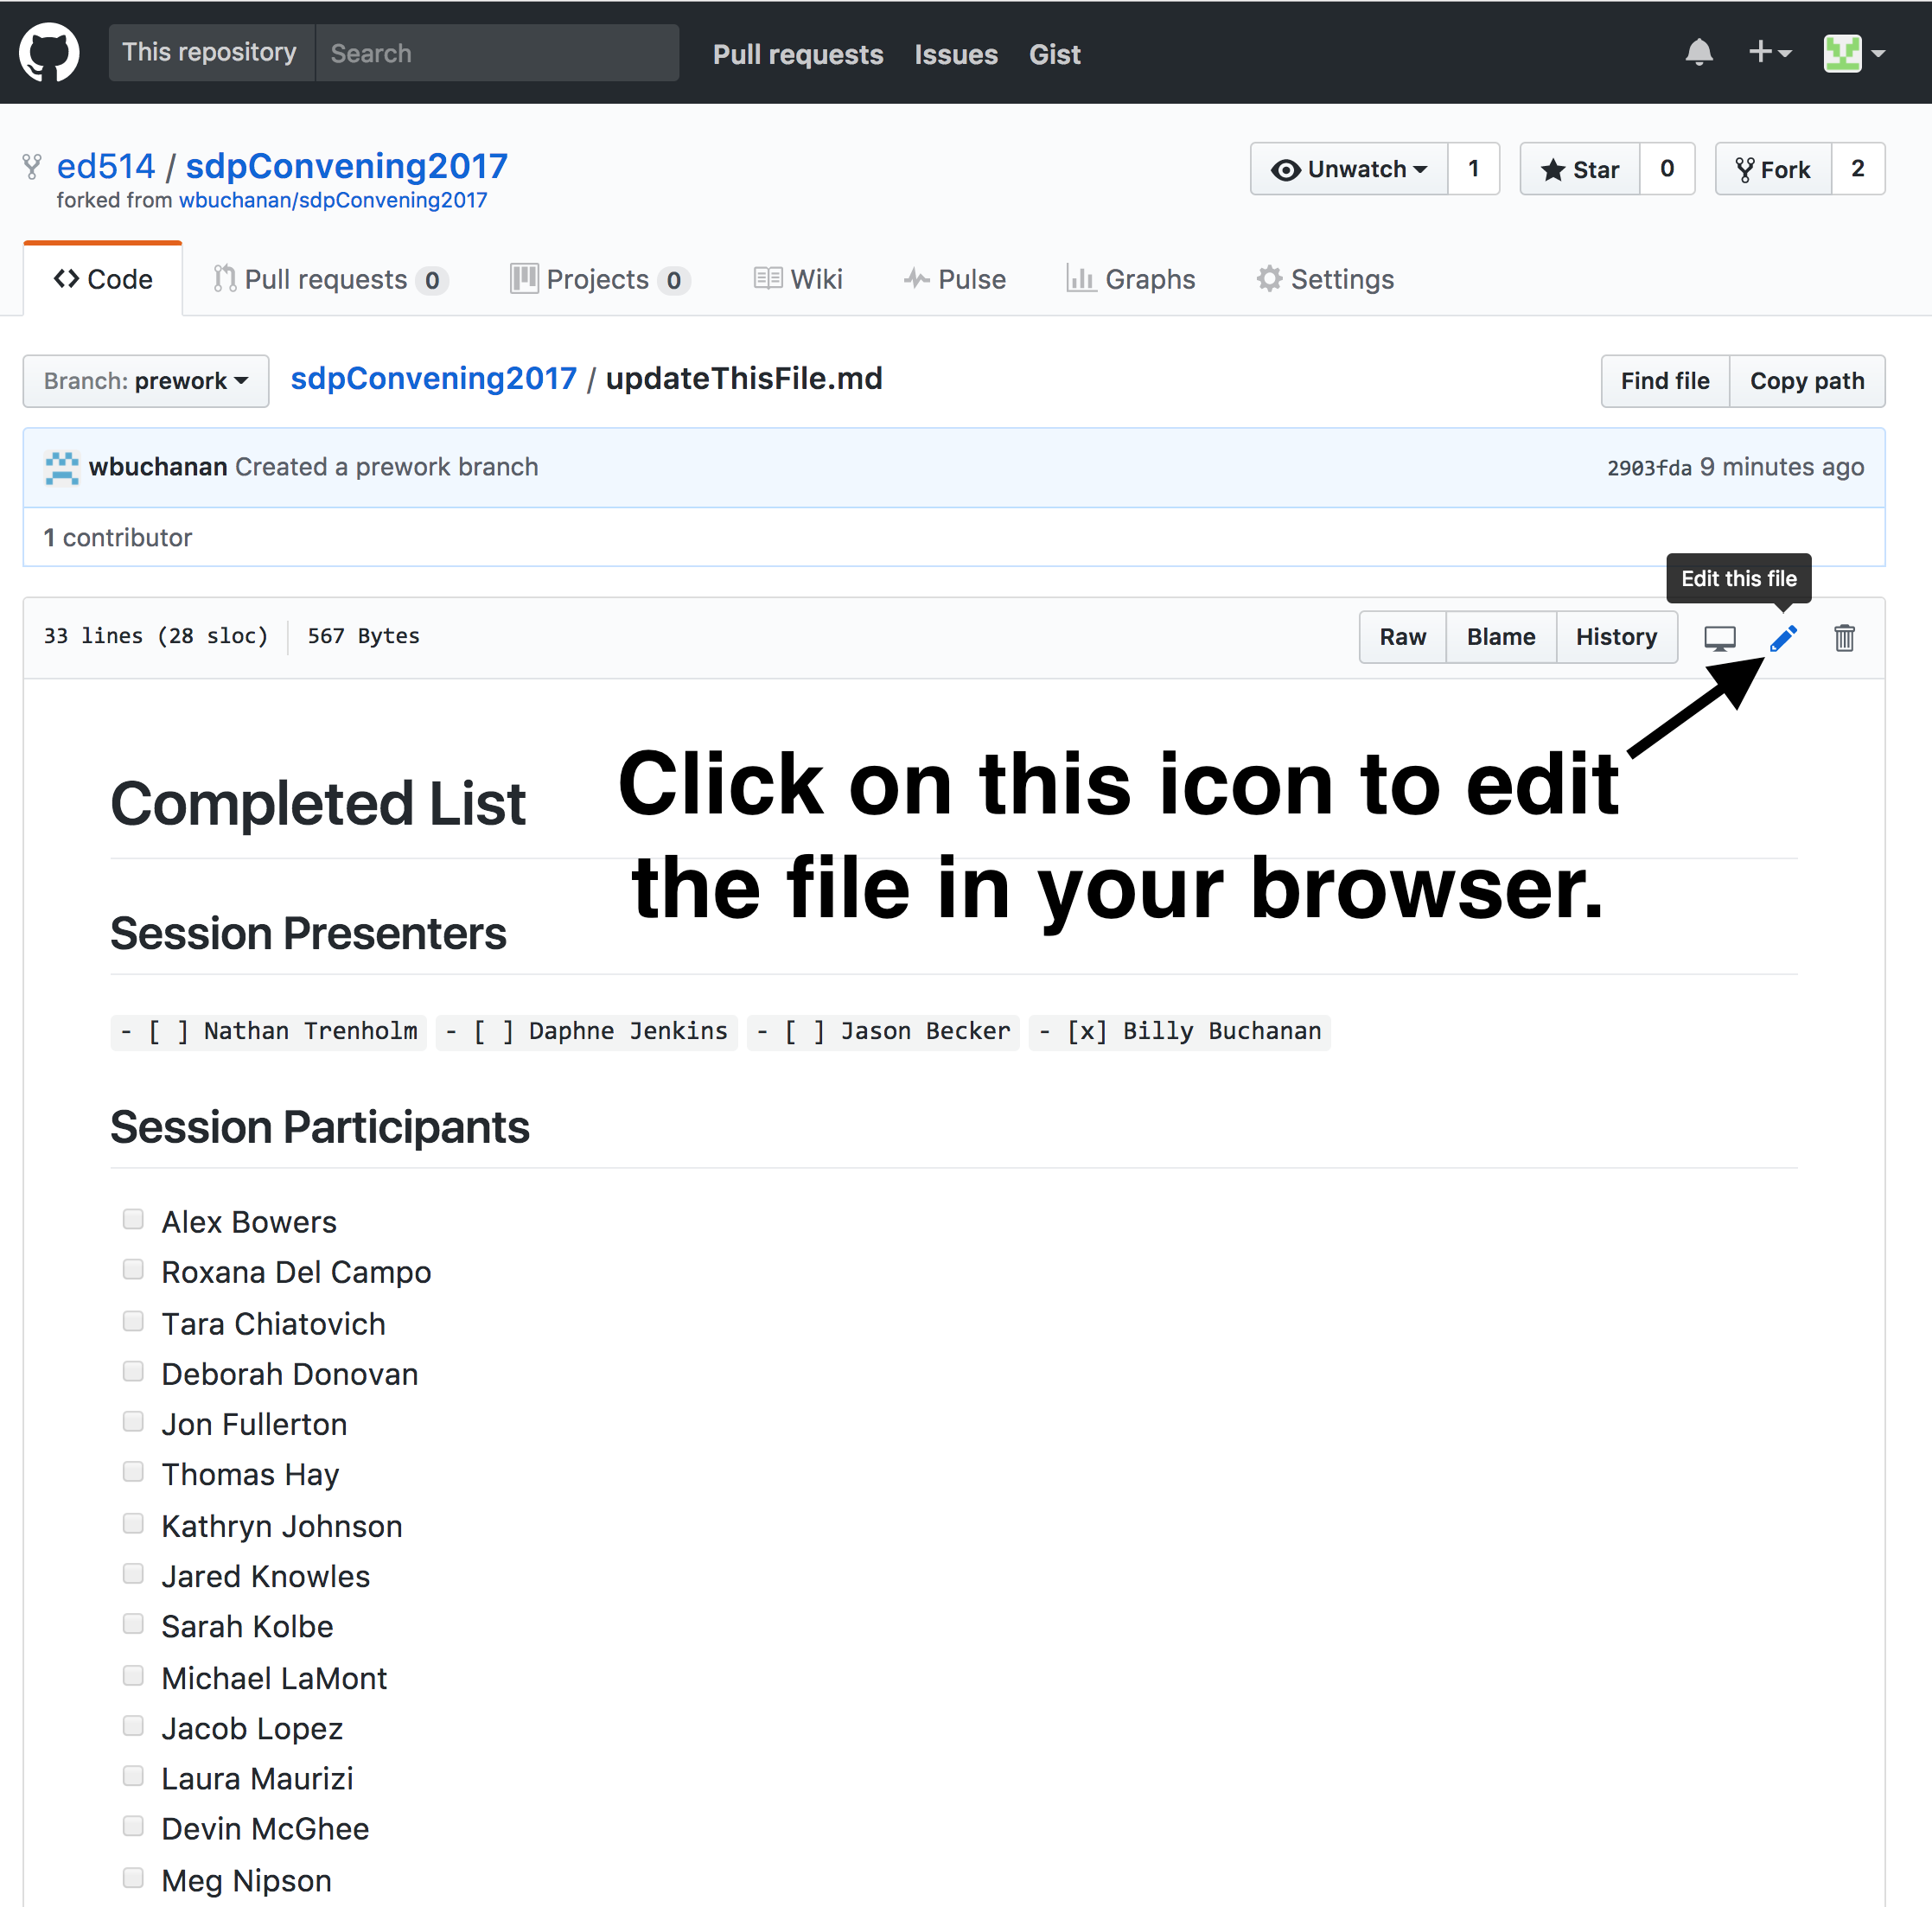 This repository Search Pull requests Issues Gist
ed514 / sdpConvening2017 Unwatch 1 Star 0 Fork 2
forked from wbuchanan/sdpConvening2017
<> Code Pull requests 0 Projects 0 Wiki Pulse Graphs Settings
Branch: prework sdpConvening2017 / updateThisFile.md Find file Copy path
wbuchanan Created a prework branch 2903fda 9 minutes ago
1 contributor
Edit this file
33 lines (28 sloc) 567 Bytes Raw Blame History
Click on this icon to edit
the file in your browser.
Completed List
Session Presenters
- [ ] Nathan Trenholm - [ ] Daphne Jenkins - [ ] Jason Becker - [x] Billy Buchanan
Session Participants
Alex Bowers
Roxana Del Campo
Tara Chiatovich
Deborah Donovan
Jon Fullerton
Thomas Hay
Kathryn Johnson
Jared Knowles
Sarah Kolbe
Michael LaMont
Jacob Lopez
Laura Maurizi
Devin McGhee
Meg Nipson